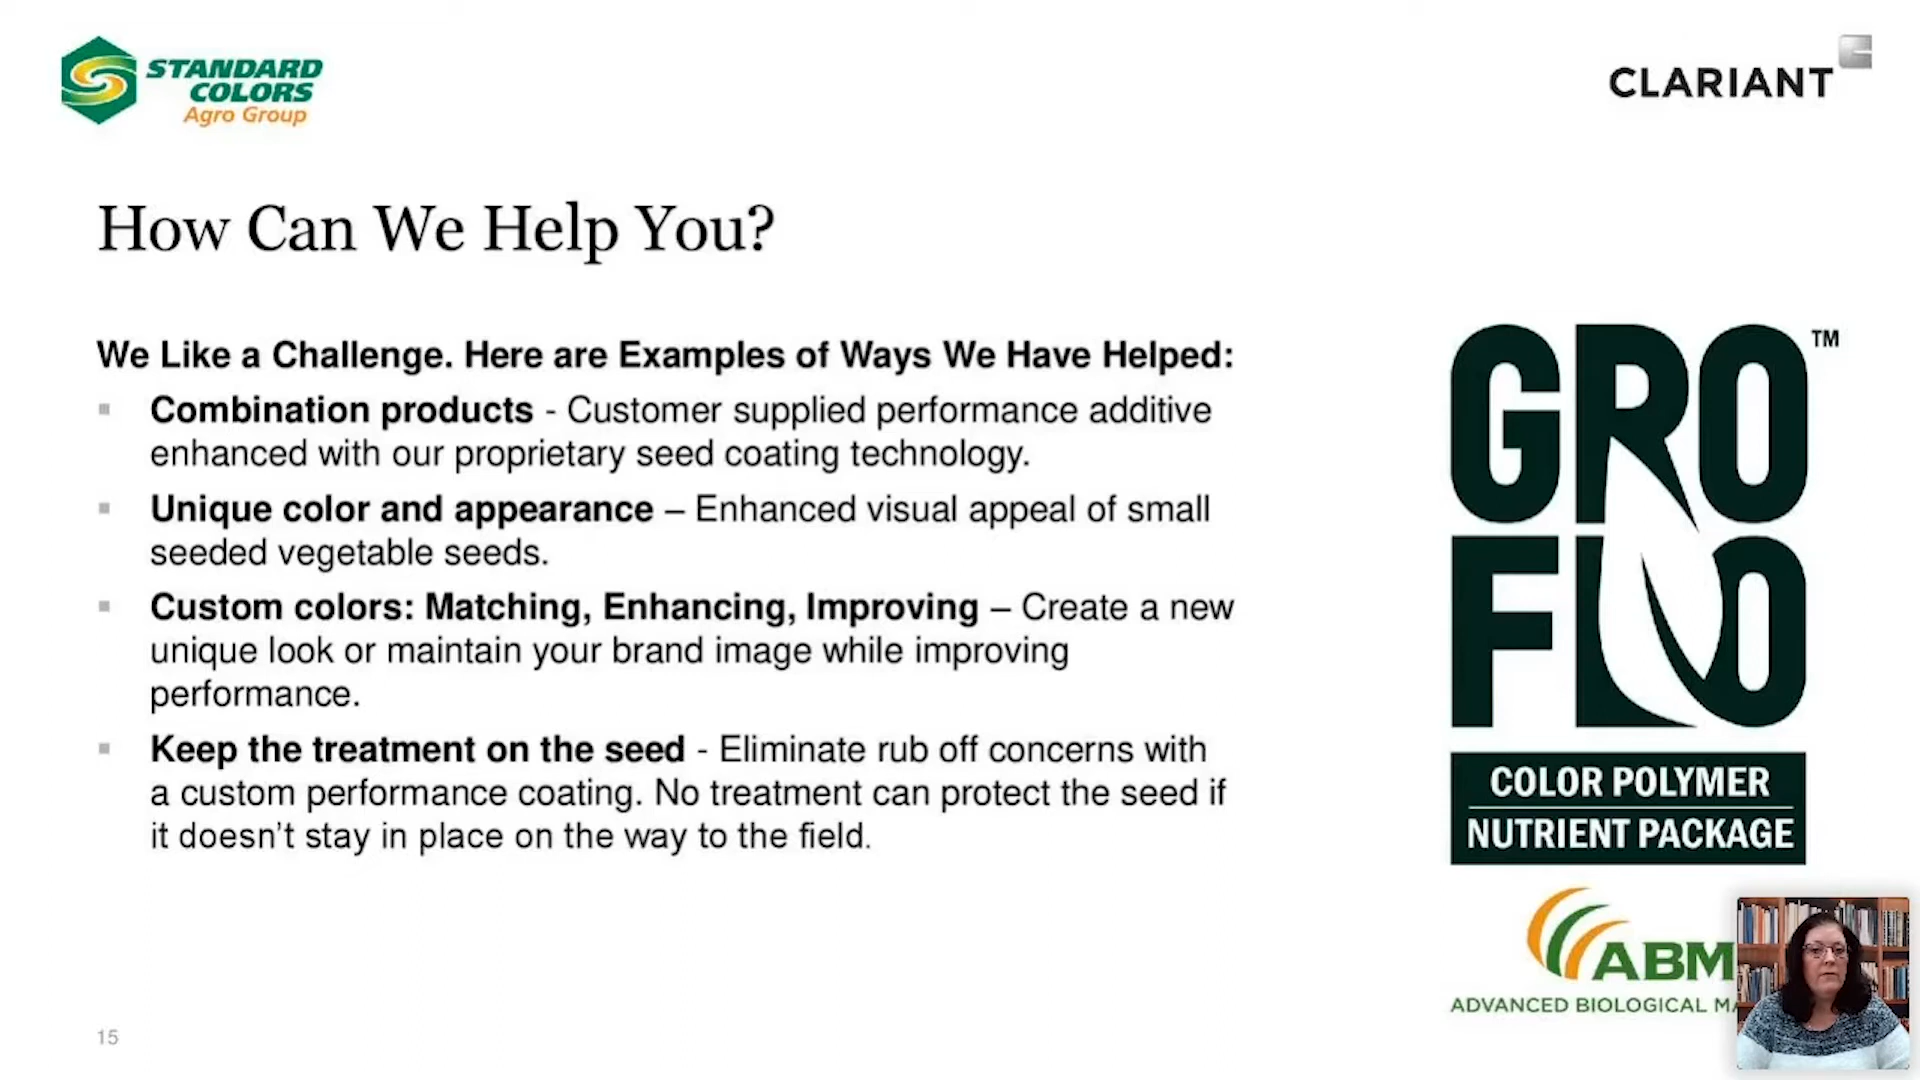 STANDARD
COLORS
Agro Group
CLARIANT
How Can We Help You?
We Like a Challenge. Here are Examples of Ways We Have Helped:
▪ Combination products - Customer supplied performance additive
enhanced with our proprietary seed coating technology.
▪ Unique color and appearance – Enhanced visual appeal of small
seeded vegetable seeds.
▪ Custom colors: Matching, Enhancing, Improving – Create a new
unique look or maintain your brand image while improving
performance.
▪ Keep the treatment on the seed - Eliminate rub off concerns with
a custom performance coating. No treatment can protect the seed if
it doesn’t stay in place on the way to the field.
GRO™
FLO
COLOR POLYMER
NUTRIENT PACKAGE
ABM
ADVANCED BIOLOGICAL
15